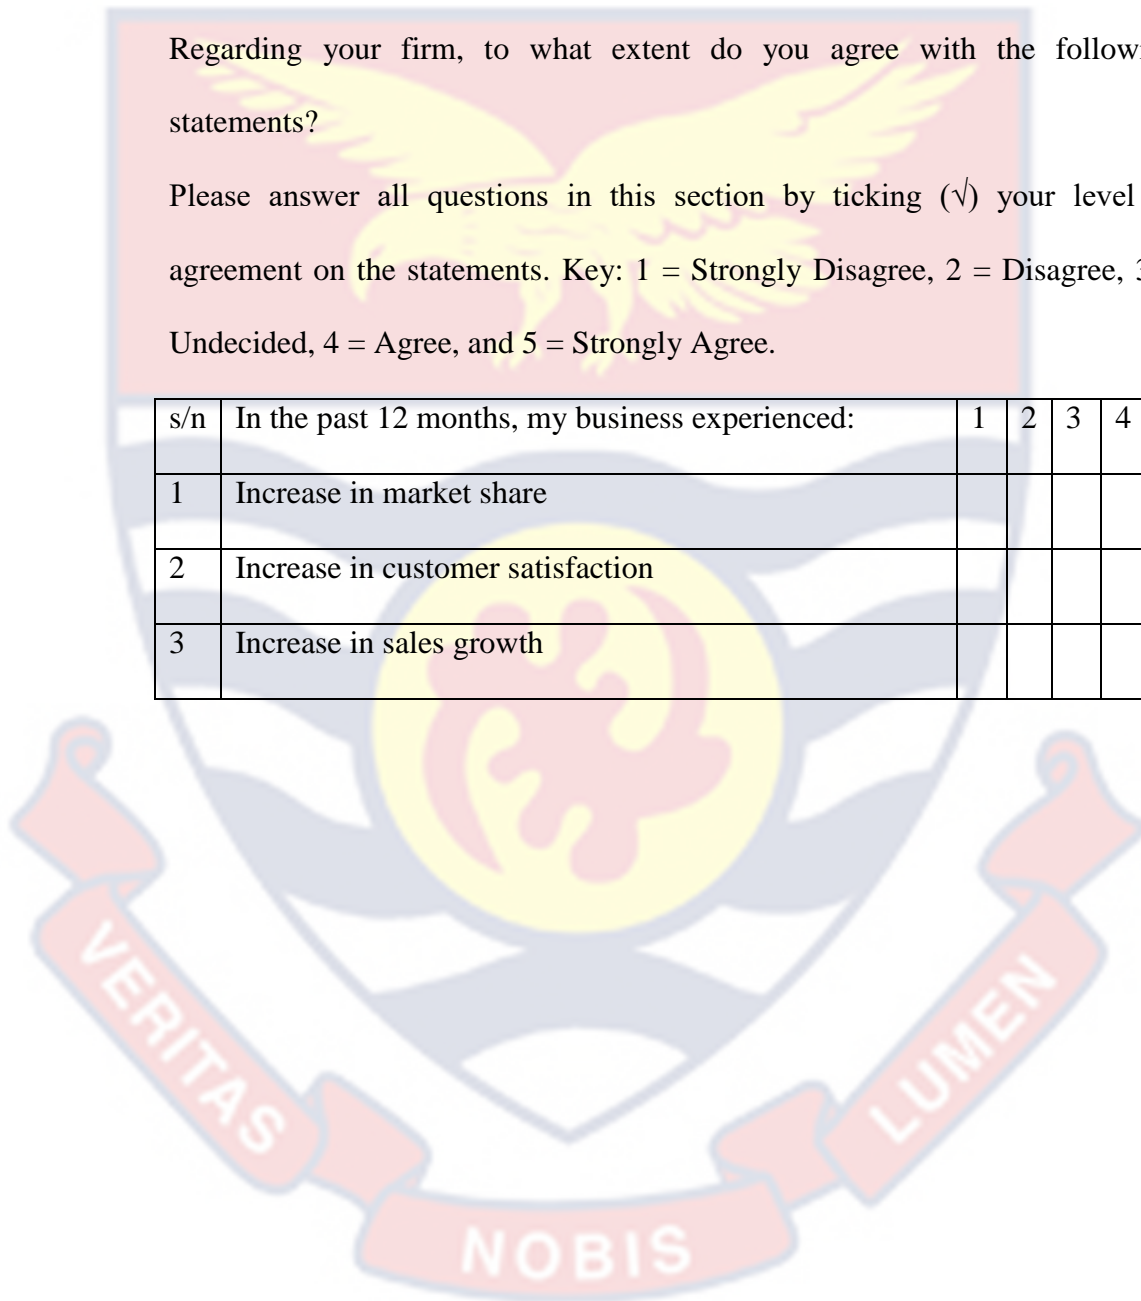 Regarding your firm, to what extent do you agree with the
statements?
Please answer all questions in this section by ticking (√) your level
agreement on the statements. Key: 1 = Strongly Disagree, 2 = Disagree, 3
Undecided, 4 = Agree, and 5 = Strongly Agree.
s/n In the past 12 months, my business experienced: 1 2 3 4
1 Increase in market share
2 Increase in customer satisfaction
3 Increase in sales growth
VERITAS
NOBIS
LUMEN